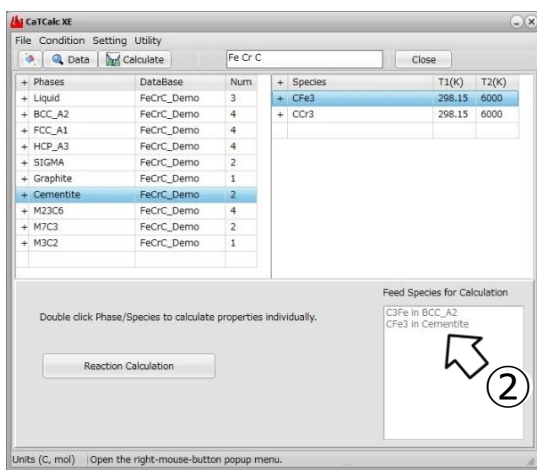 CaTCalc XE
File Condition Setting Utility
Data Calculate Fe Cr C Close
+ Phases DataBase Num
+ Liquid FeCrC_Demo 3
+ BCC_A2 FeCrC_Demo 4
+ FCC_A1 FeCrC_Demo 4
+ HCP_A3 FeCrC_Demo 4
+ SIGMA FeCrC_Demo 2
+ Graphite FeCrC_Demo 1
+ Cementite FeCrC_Demo 2
+ M23C6 FeCrC_Demo 4
+ M7C3 FeCrC_Demo 2
+ M3C2 FeCrC_Demo 1
+ Species T1(K) T2(K)
+ CFe3 298.15 6000
+ CCr3 298.15 6000
Double click Phase/Species to calculate properties individually.
Reaction Calculation
Feed Species for Calculation
C3Fe in BCC_A2
CFe3 in Cementite
②
Units (C, mol) Open the right-mouse-button popup menu.